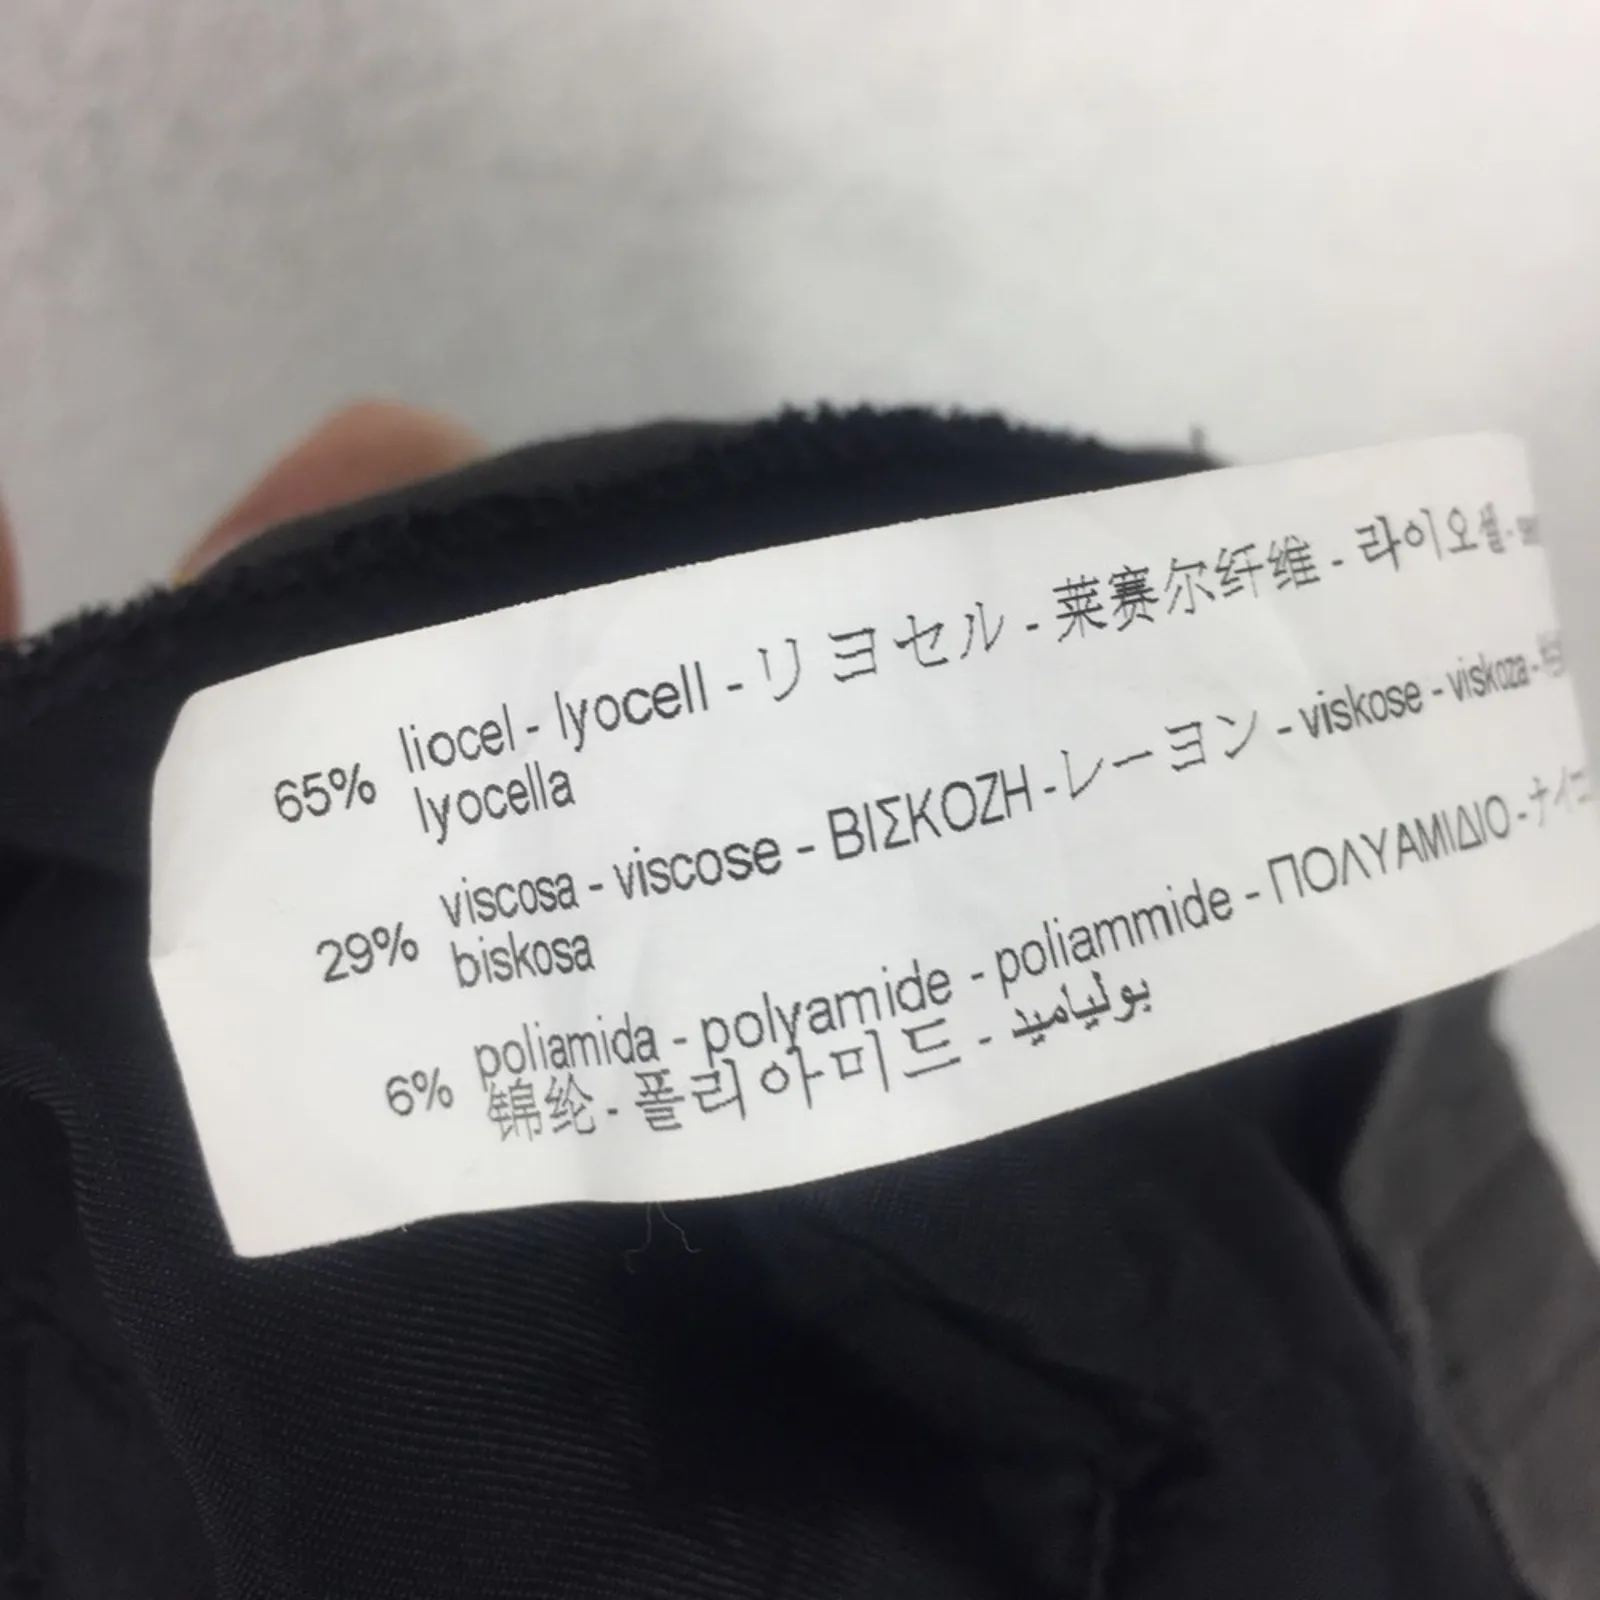 65% liocel - lyocell - リヨセル - 莱赛尔纤维 - 라이오셀 -
lyocella
29% viscosa - viscose - ΒΙΣΚΟΖΗ - レーヨン - viskose - viskoza -
biskosa
6% poliamida - polyamide - poliammide - ΠΟΛΥΑΜΙΔΙΟ -
锦纶 - 폴리아미드 - بولياميد